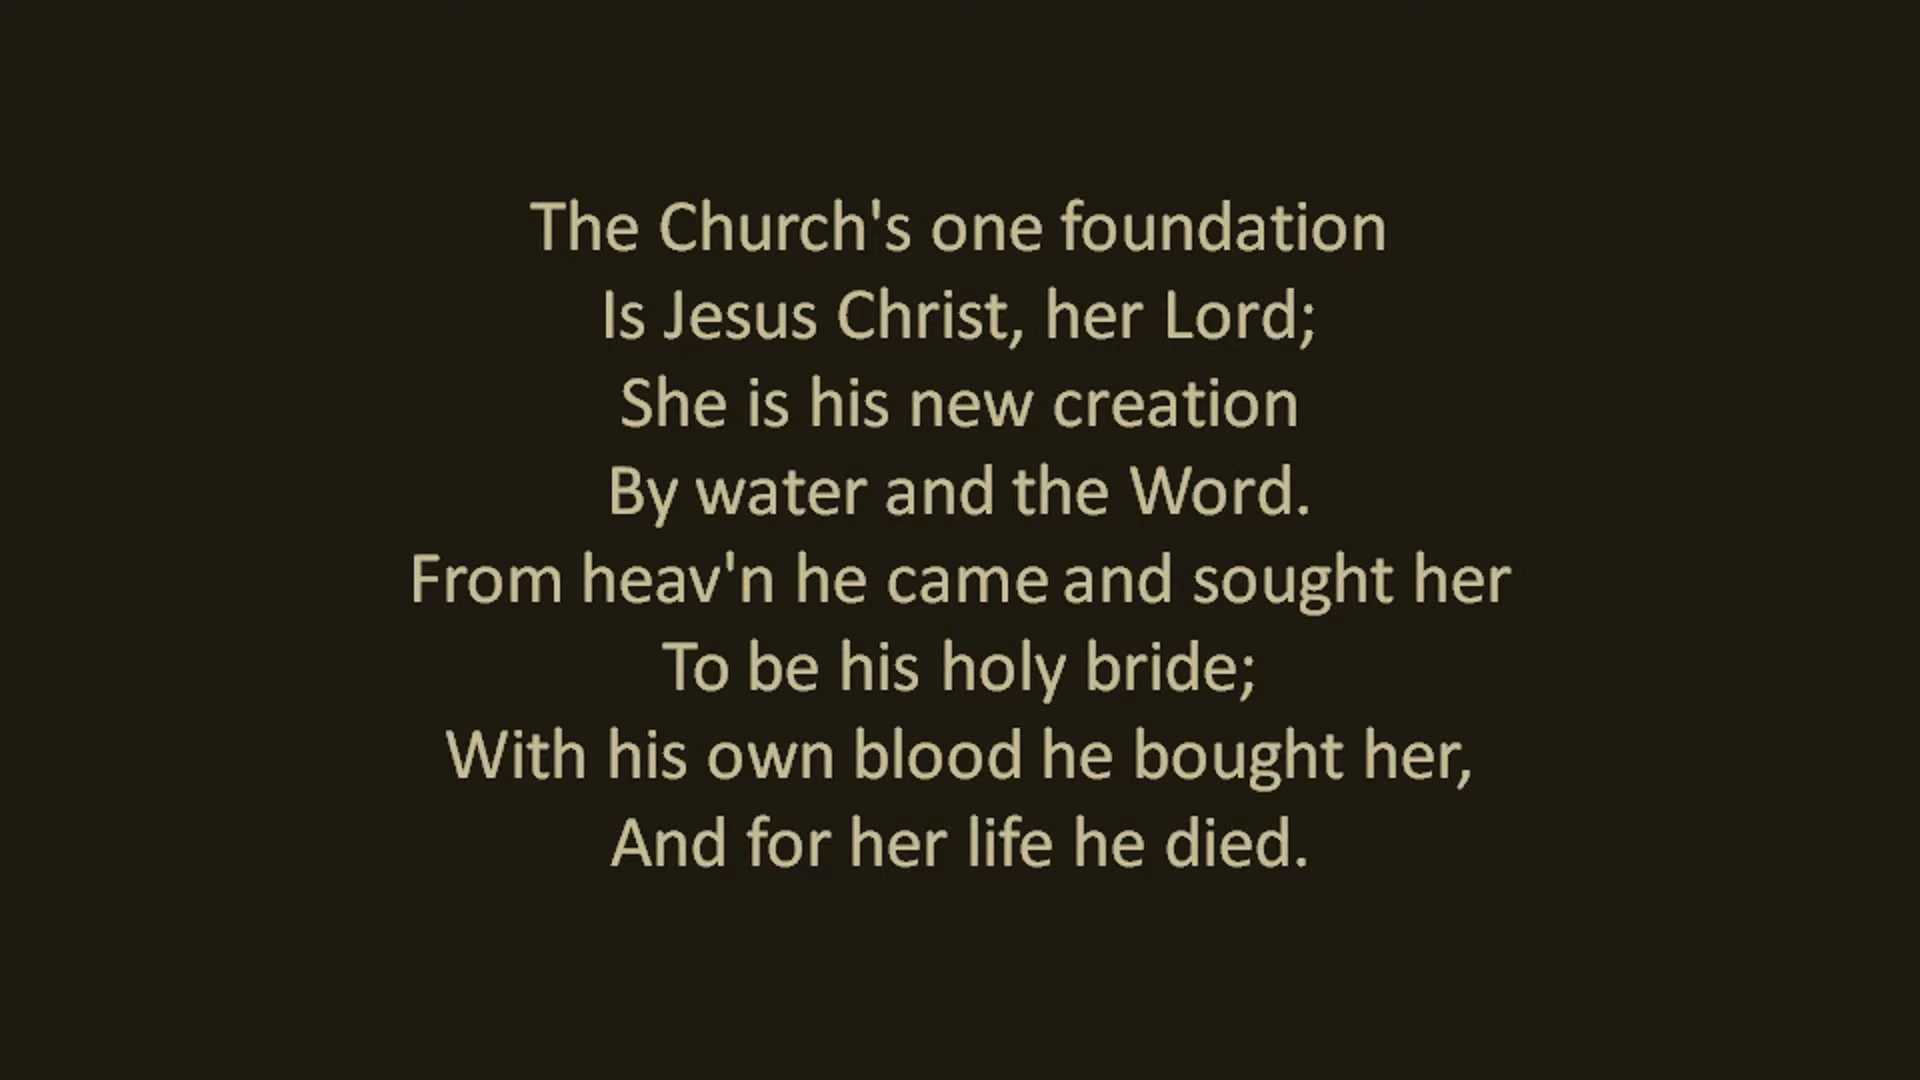 The Church's one foundation
Is Jesus Christ, her Lord;
She is his new creation
By water and the Word.
From heav'n he came and sought her
To be his holy bride;
With his own blood he bought her,
And for her life he died.